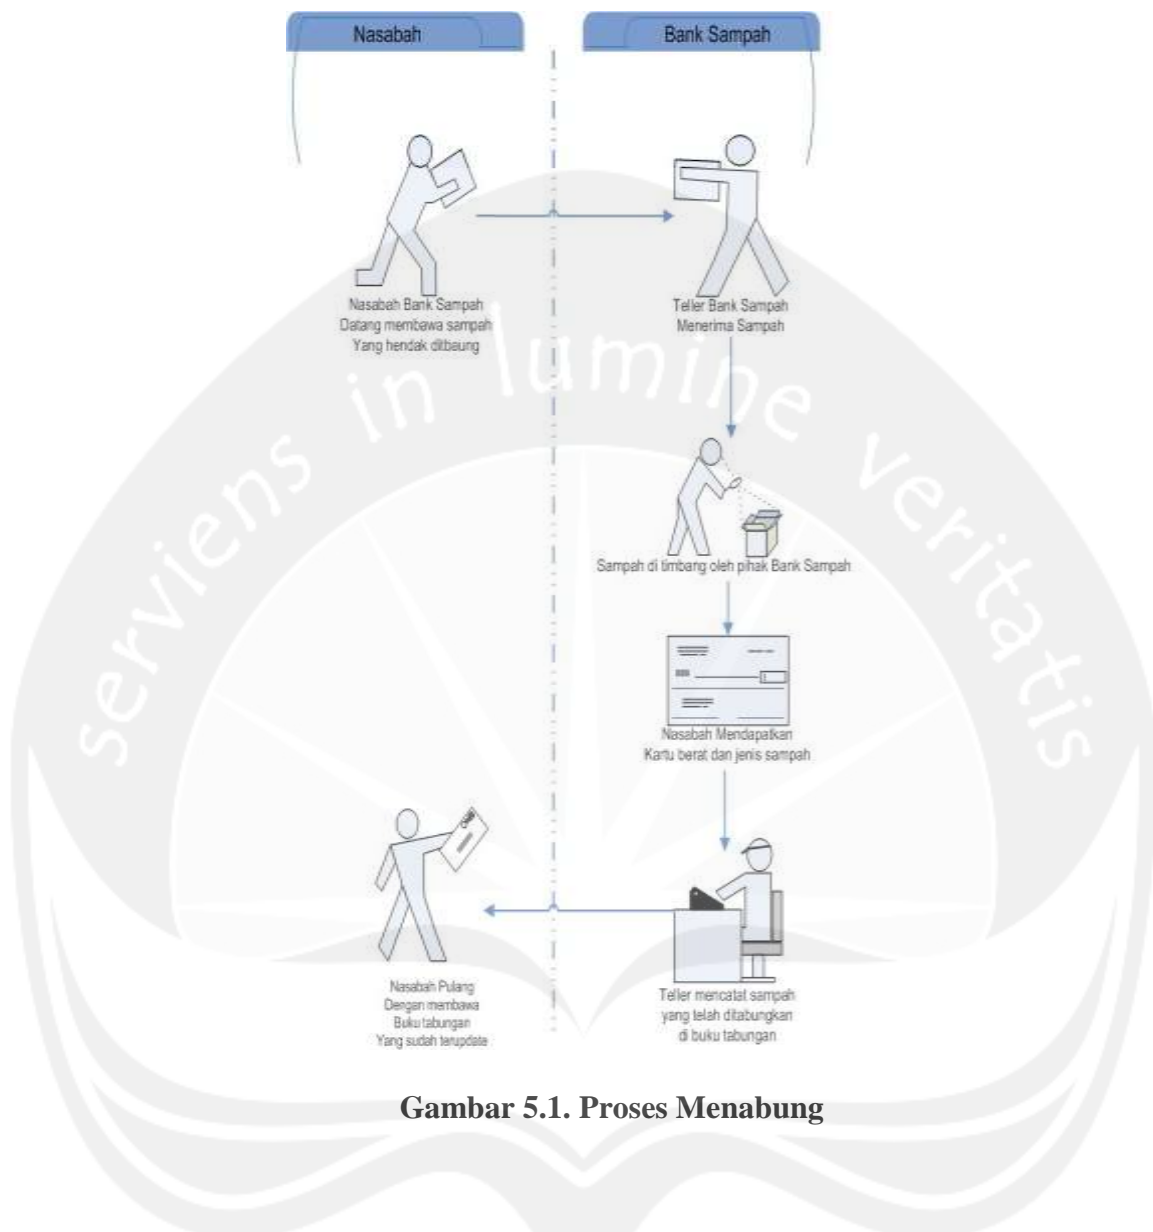 Nasabah
Bank Sampah
Nasabah Bank Sampah
Datang membawa sampah
Yang hendak ditbaung
Teller Bank Sampah
Menerima Sampah
serviens in lumine veritatis
Sampah di timbang oleh pihak Bank Sampah
Nasabah Mendapatkan
Kartu berat dan jenis sampah
Nasabah Pulang
Dengan membawa
Buku tabungan
Yang sudah terupdate
Teller mencatat sampah
yang telah ditabungkan
di buku tabungan
Gambar 5.1. Proses Menabung